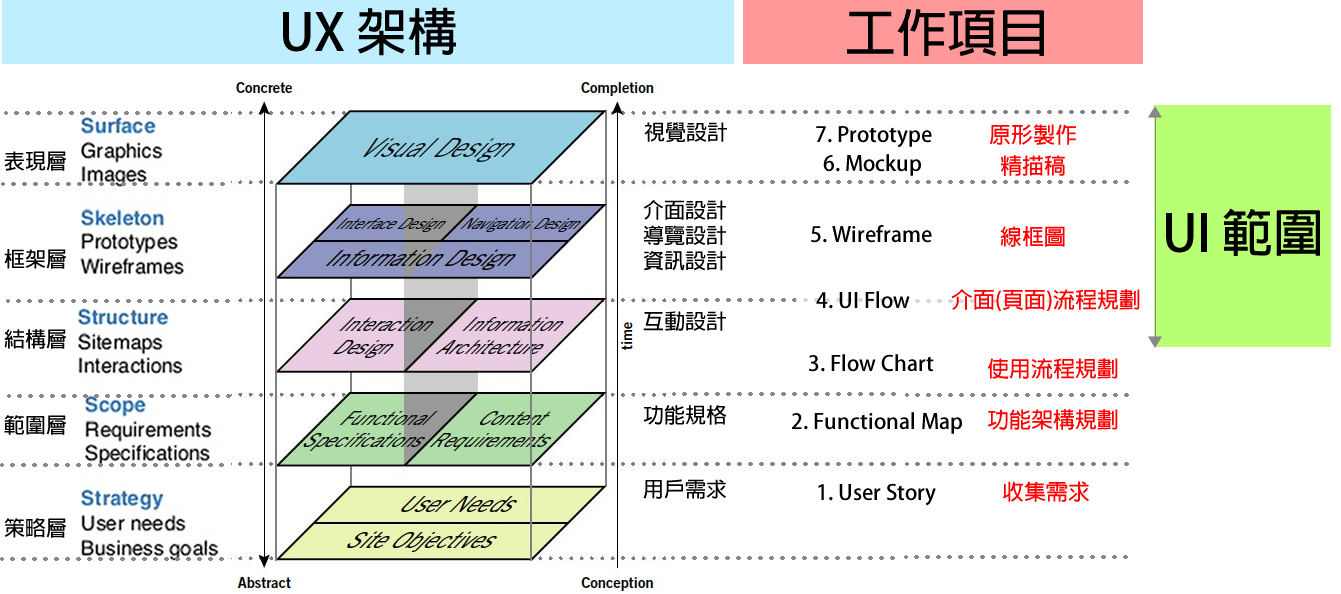 UX 架構
工作項目
Concrete
Completion
表現層
Surface
Graphics
Images
Visual Design
視覺設計
7. Prototype
原形製作
6. Mockup
精描稿
框架層
Skeleton
Prototypes
Wireframes
Interface Design
Navigation Design
Information Design
介面設計
導覽設計
資訊設計
5. Wireframe
線框圖
UI 範圍
4. UI Flow
介面(頁面)流程規劃
結構層
Structure
Sitemaps
Interactions
Interaction
Design
Information
Architecture
time
互動設計
3. Flow Chart
使用流程規劃
範圍層
Scope
Requirements
Specifications
Functional
Specifications
Content
Requirements
功能規格
2. Functional Map
功能架構規劃
策略層
Strategy
User needs
Business goals
User Needs
Site Objectives
用戶需求
1. User Story
收集需求
Abstract
Conception